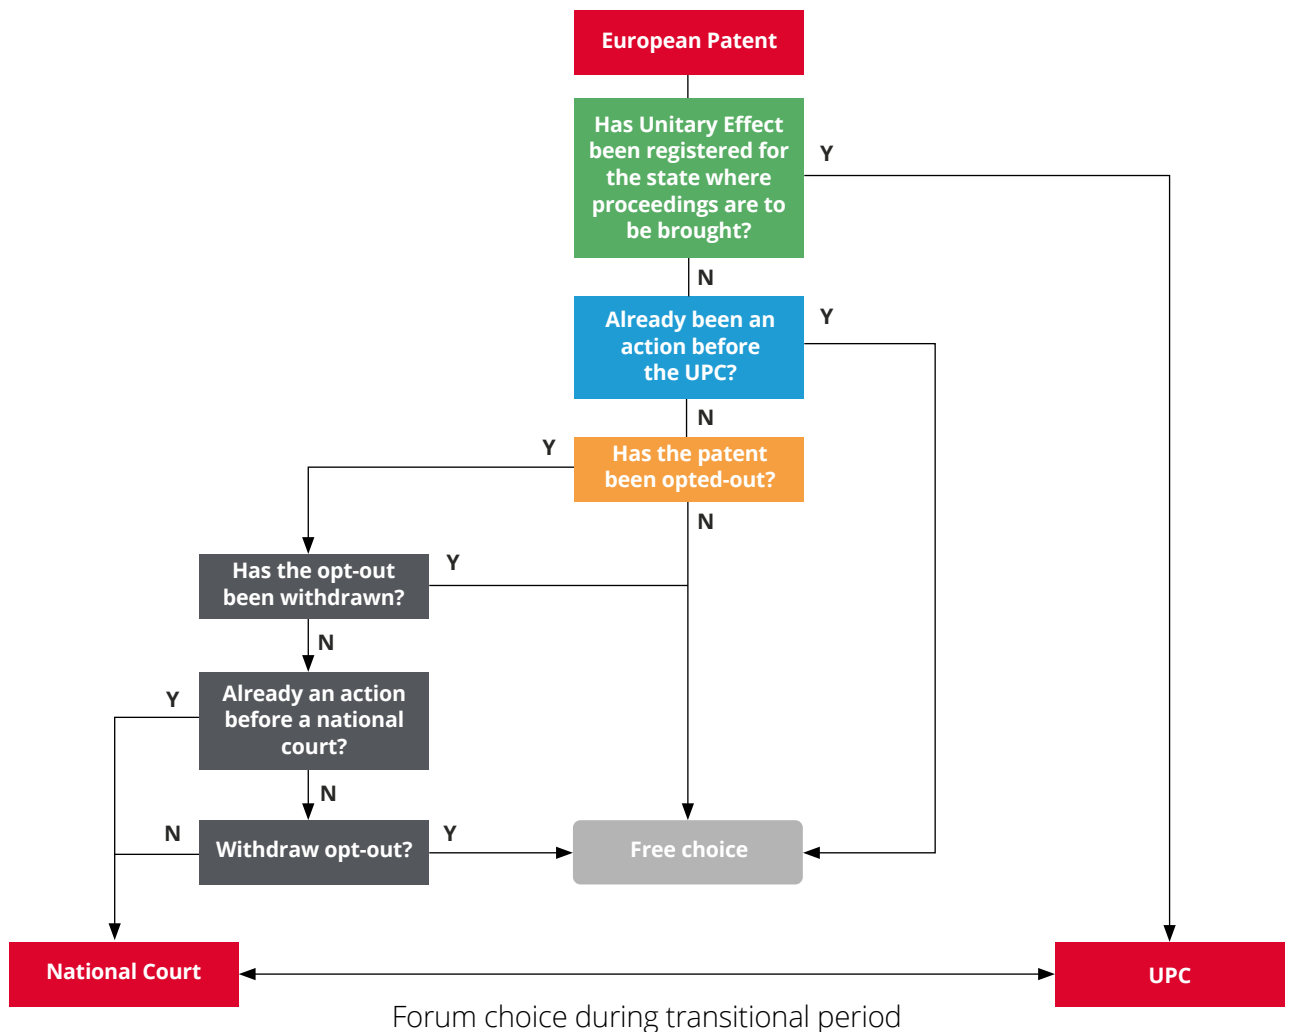 European Patent
Has Unitary Effect
been registered for
the state where
proceedings are to
be brought?
Y
N
Already been an
action before
the UPC?
Y
N
Has the patent
been opted-out?
Y
N
Has the opt-out
been withdrawn?
Y
N
Already an action
before a national
court?
Y
N
Withdraw opt-out?
N
Y
Free choice
National Court
UPC
Forum choice during transitional period